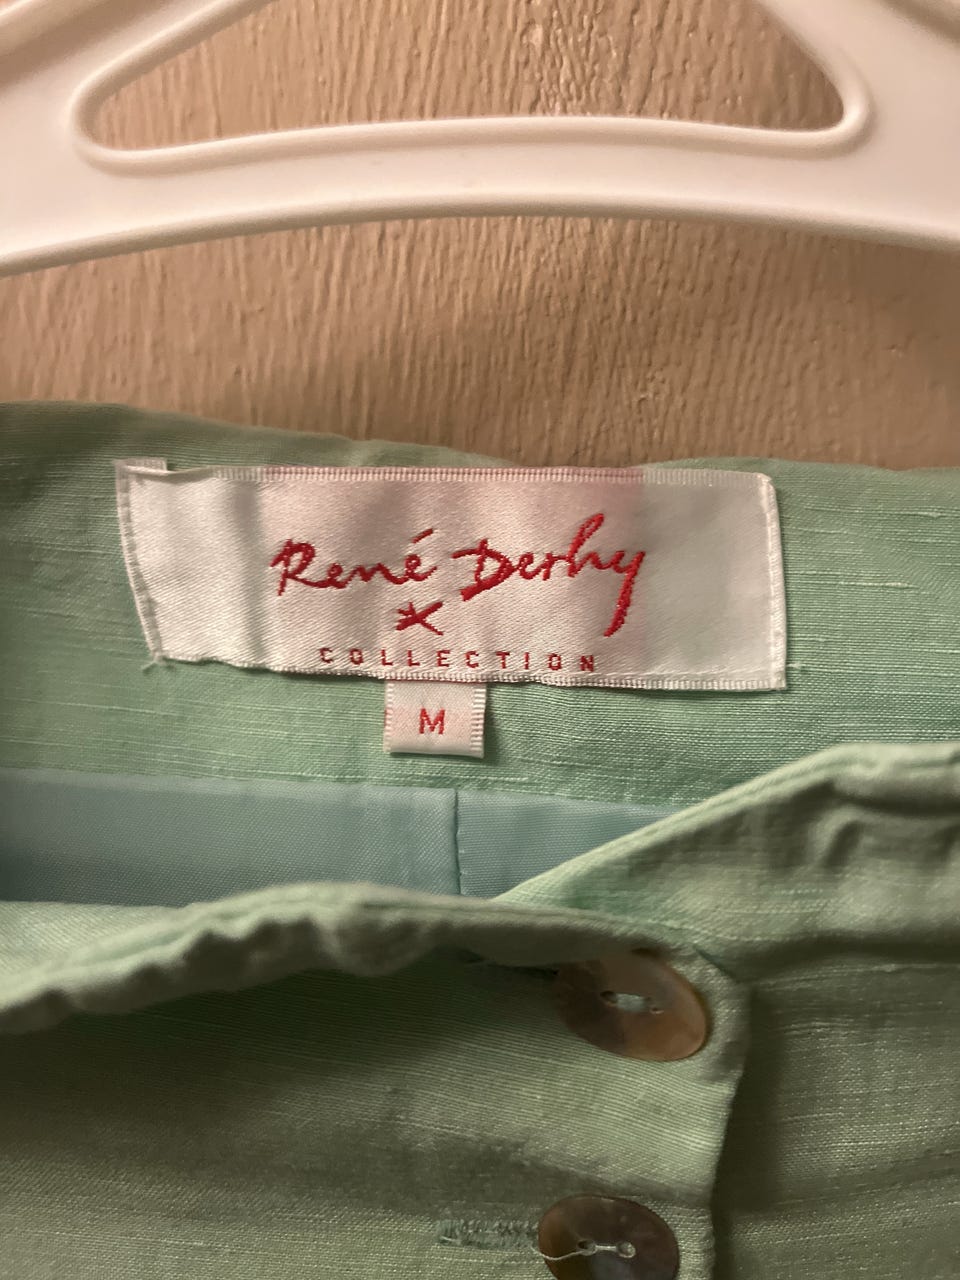 René Derhy
COLLECTION
M